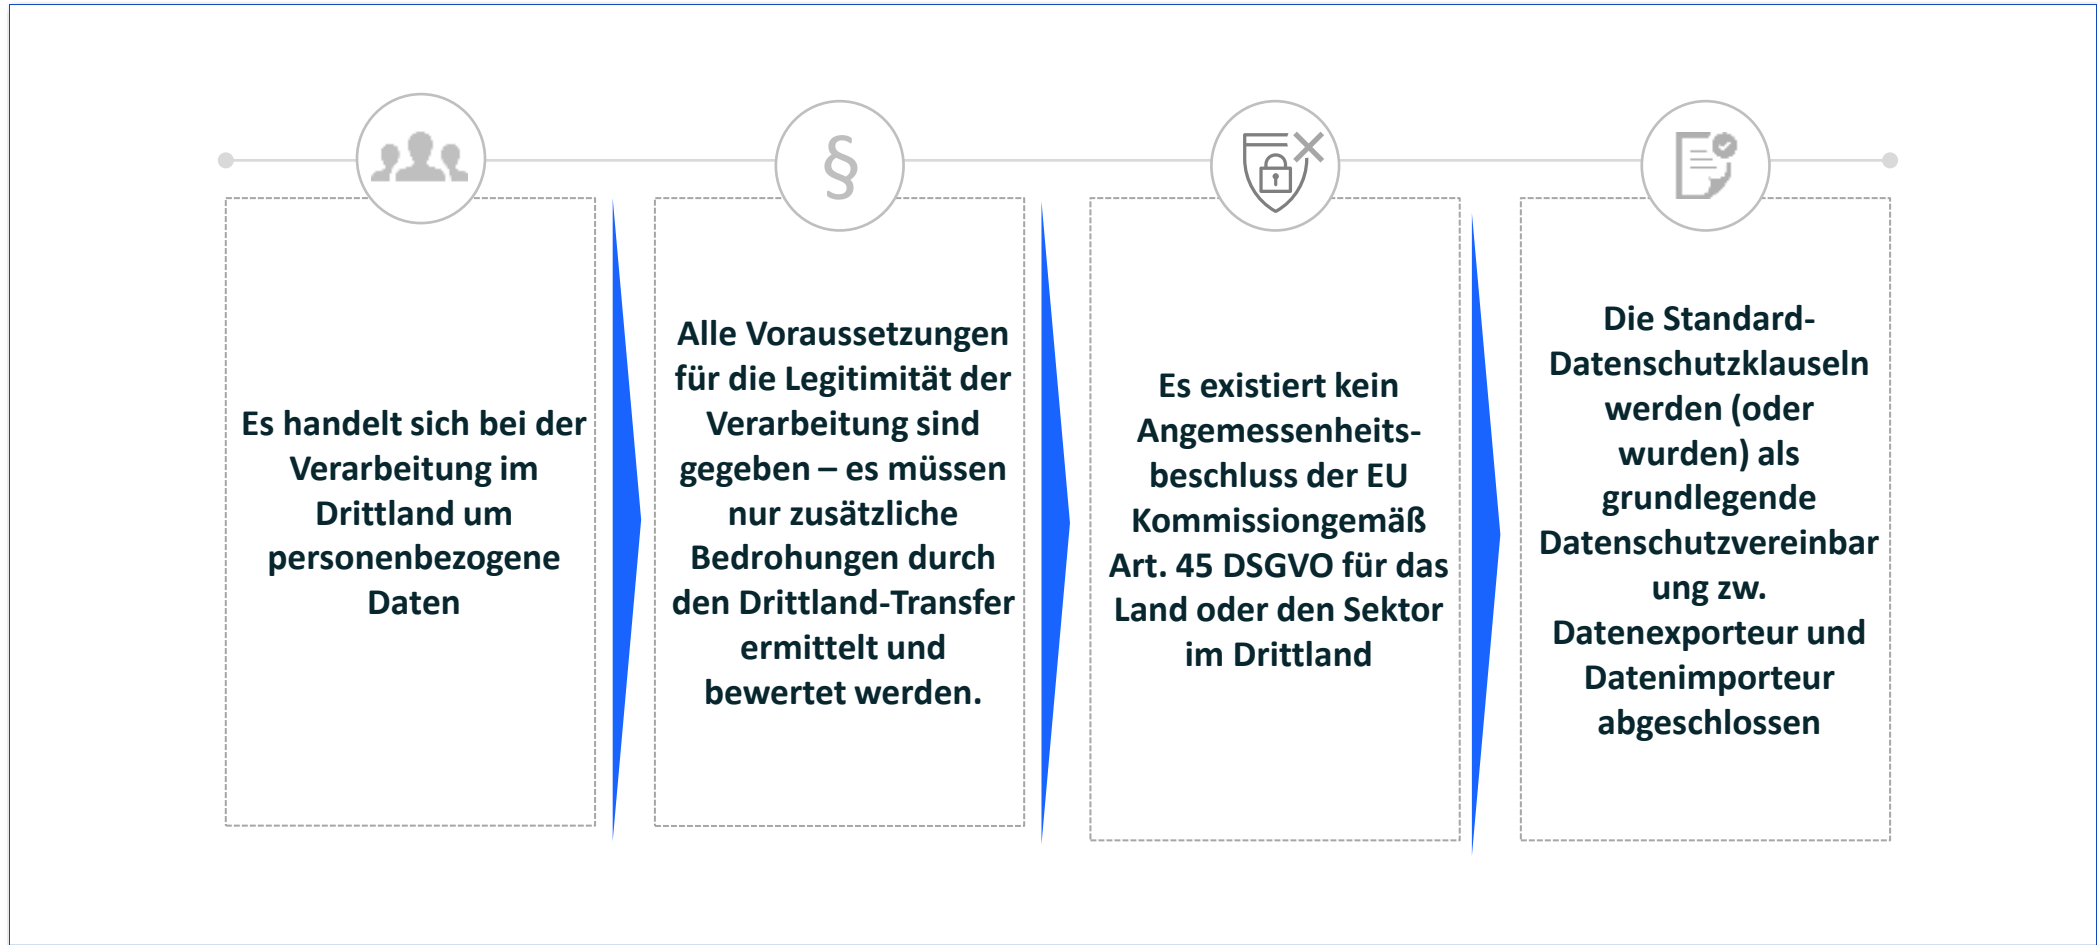 §
Es handelt sich bei der
Verarbeitung im
Drittland um
personenbezogene
Daten
Alle Voraussetzungen
für die Legitimität der
Verarbeitung sind
gegeben – es müssen
nur zusätzliche
Bedrohungen durch
den Drittland-Transfer
ermittelt und
bewertet werden.
Es existiert kein
Angemessenheits-
beschluss der EU
Kommissiongemäß
Art. 45 DSGVO für das
Land oder den Sektor
im Drittland
Die Standard-
Datenschutzklauseln
werden (oder
wurden) als
grundlegende
Datenschutzvereinbar
ung zw.
Datenexporteur und
Datenimporteur
abgeschlossen